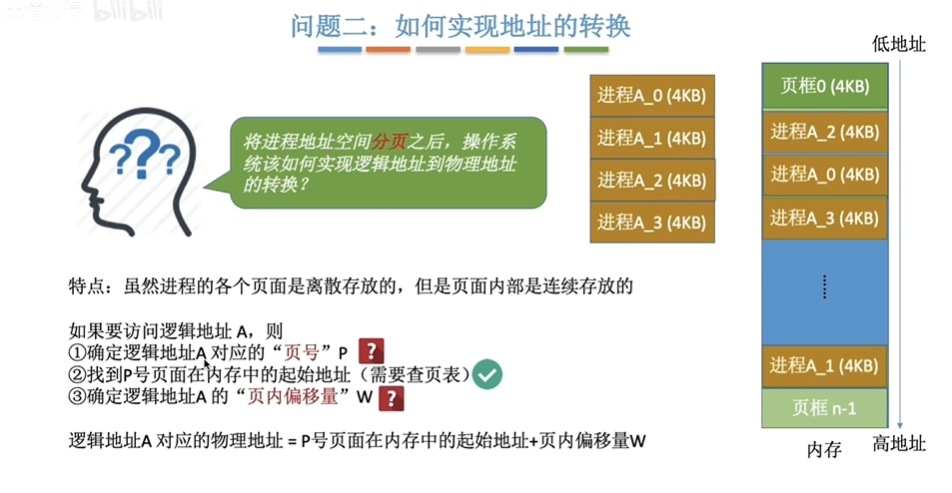 bilibili
问题二：如何实现地址的转换
将进程地址空间分页之后，操作系
统该如何实现逻辑地址到物理地址
的转换？
进程A_0 (4KB)
进程A_1 (4KB)
进程A_2 (4KB)
进程A_3 (4KB)
低地址
页框0 (4KB)
进程A_2 (4KB)
进程A_0 (4KB)
进程A_3 (4KB)
......
进程A_1 (4KB)
页框 n-1
内存
高地址
特点：虽然进程的各个页面是离散存放的，但是页面内部是连续存放的
如果要访问逻辑地址 A，则
①确定逻辑地址A 对应的“页号”P ?
②找到P号页面在内存中的起始地址（需要查页表）
③确定逻辑地址A 的“页内偏移量”W ?
逻辑地址A 对应的物理地址 = P号页面在内存中的起始地址+页内偏移量W